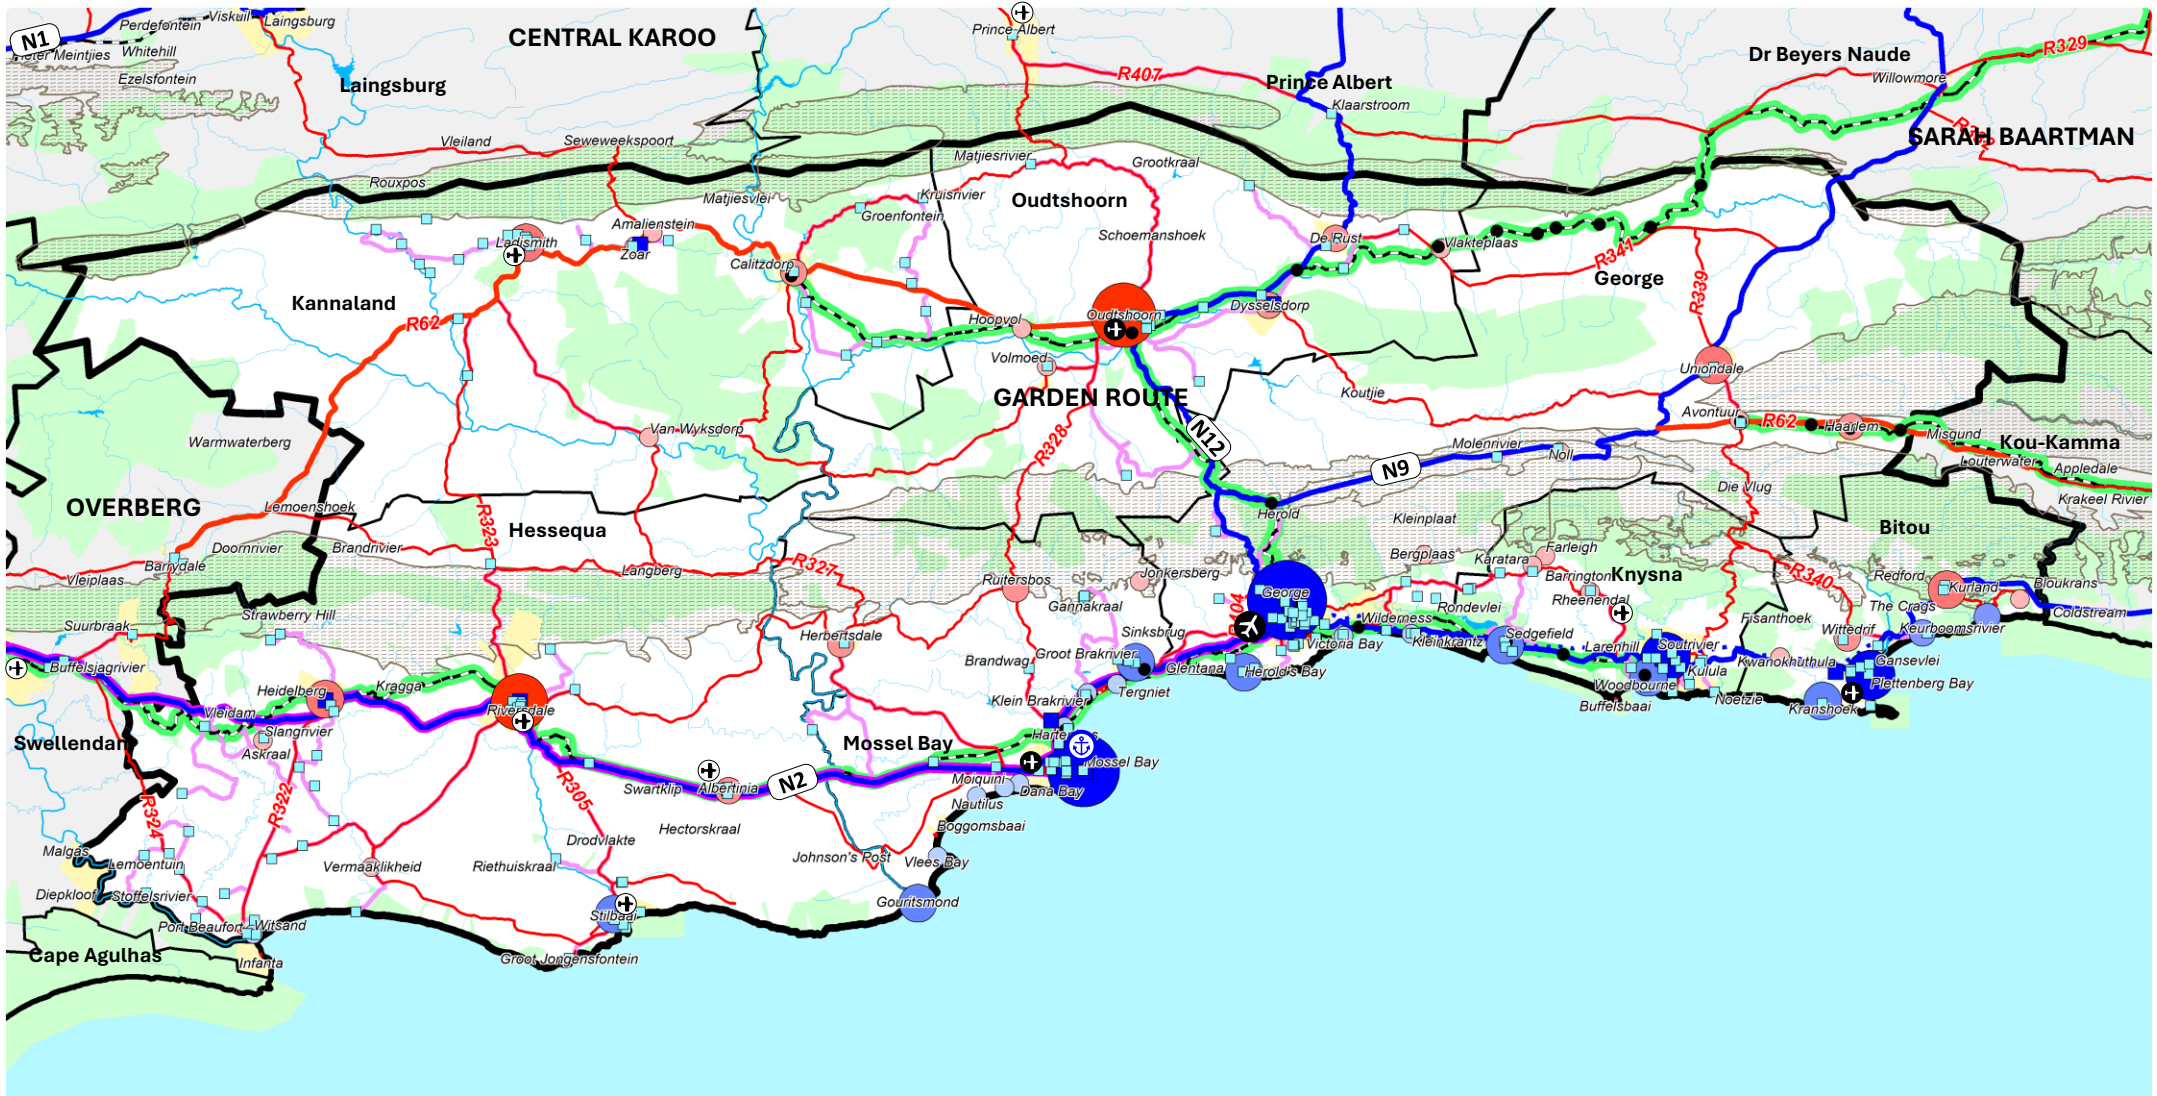 Perdefontein
Viskuil
Laingsburg
N1
Pieter Meintjies
Whitehill
Ezelsfontein
CENTRAL KAROO
Laingsburg
Prince Albert
R407
Prince Albert
Klaarstroom
Dr Beyers Naude
Willowmore
R329
SARAH BAARTMAN
Vleiland
Seweweekspoort
Rouxpos
Matjiesrivier
Grootkraal
Matjiesvlei
Kruisrivier
Groenfontein
Oudtshoorn
Schoemanshoek
Amalienstein
Ladismith
Zoar
Calitzdorp
De Rust
Vlakteplaas
R341
George
R339
Kannaland
R62
Hoopvol
Oudtshoorn
Dysselsdorp
Volmoed
GARDEN ROUTE
Koutjie
Uniondale
Avontuur
R62
Haarlem
Misgund
Kou-Kamma
Louterwater
Appledale
Krakeel Rivier
Warmwaterberg
Van Wyksdorp
R328
N12
N9
Molenrivier
Noll
Die Vlug
OVERBERG
Lemoenshoek
R323
Hessequa
Herold
Kleinplaat
Bitou
Doornrivier
Brandrivier
Barrydale
Vleiplaas
Langberg
R327
Ruitersbos
Jonkersberg
Gannakraal
Bergplaas
Karatara
Farleigh
Barrington
Knysna
Rheenendal
R340
Redford
Kurland
Bloukrans
The Crags
Coldstream
Keurboomsrivier
Strawberry Hill
Suurbraak
Herbertsdale
Sinksbrug
George
Rondevlei
Wilderness
Victoria Bay
Kleinkrantz
Sedgefield
Fisanthoek
Wittedrif
Buffelsjagrivier
Brandwag
Groot Brakrivier
Glentana
Herold's Bay
Larenhill
Soutrivier
Kwanokhuthula
Gansevlei
Kulula
Plettenberg Bay
Heidelberg
Kragga
Tergniet
Klein Brakrivier
Woodbourne
Noetzie
Buffelsbaai
Kranshoek
Vleidam
Riversdale
Slangrivier
Askraal
Swellendam
Mossel Bay
Mossel Bay
N2
Swartklip
Albertinia
Moiquini
Dana Bay
Nautilus
R324
R322
R305
Hectorskraal
Boggomsbaai
Drodvlakte
Malgas
Lemoentuin
Vermaaklikheid
Riethuiskraal
Johnson's Post
Vlees Bay
Diepkloof
Stoffelsrivier
Gouritsmond
Stilbaai
Port Beaufort
Witsand
Cape Agulhas
Infanta
Groot Jongensfontein